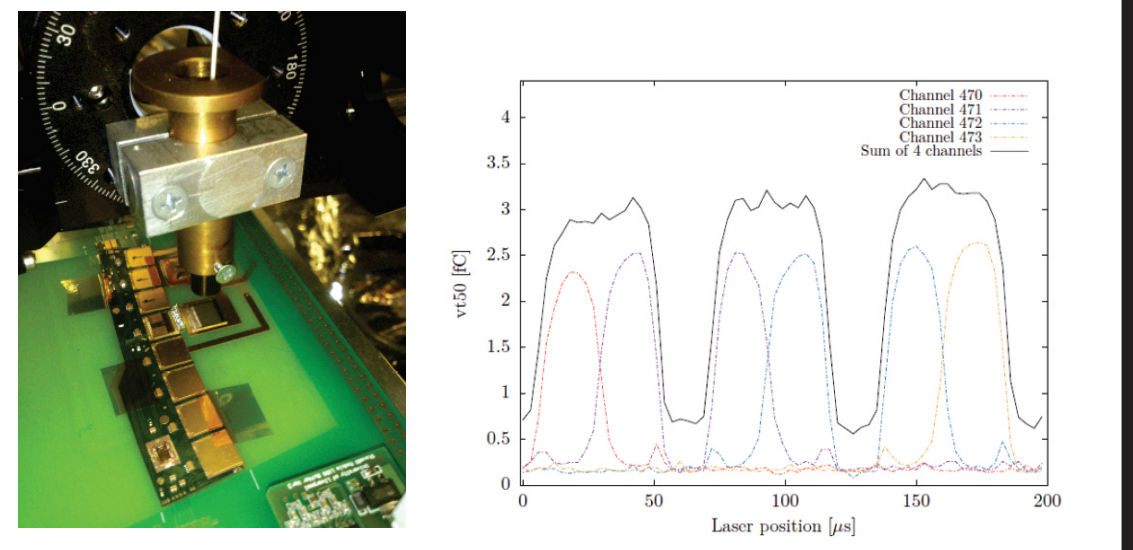 30
0
330
180
Channel 470
Channel 471
Channel 472
Channel 473
Sum of 4 channels
4
3.5
3
2.5
2
1.5
1
0.5
0
vt50 [fC]
0
50
100
150
200
Laser position [μs]